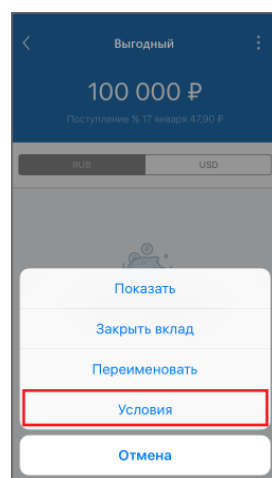 Выгодный
100 000 ₽
Поступление % 17 января 47,90 ₽
RUB USD
Показать
Закрыть вклад
Переименовать
Условия
Отмена